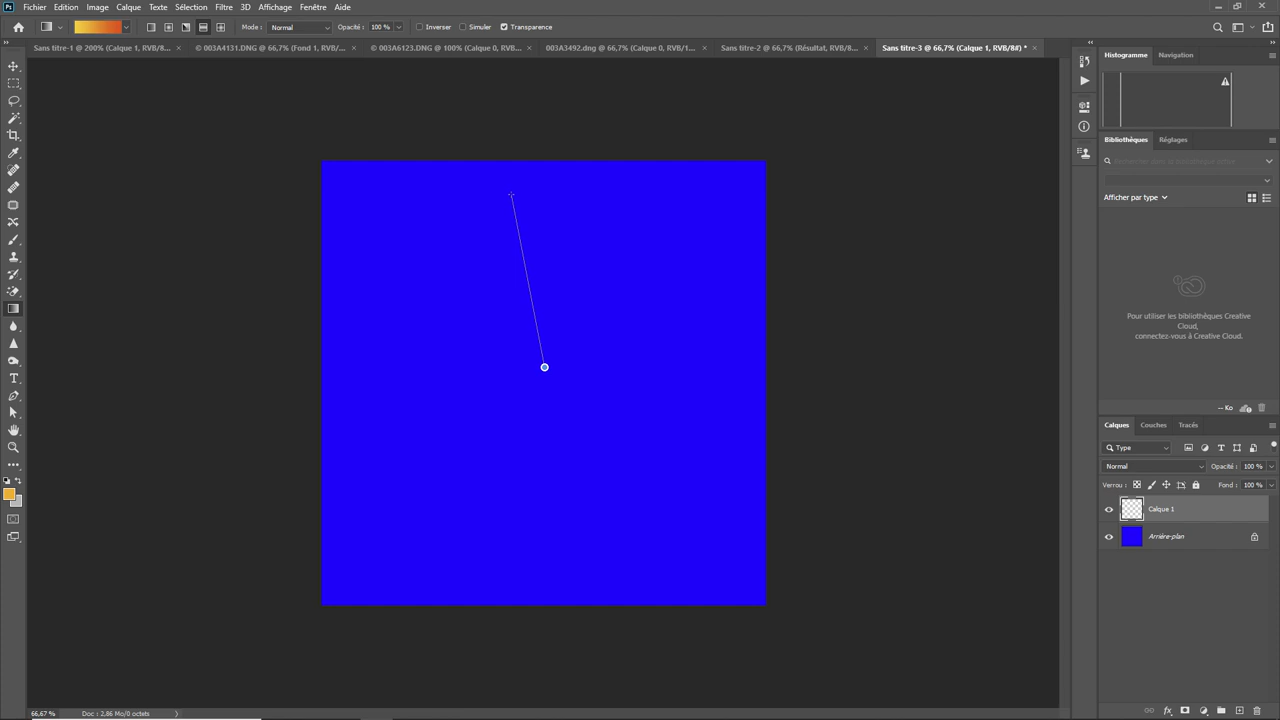 Ps Fichier Edition Image Calque Texte Sélection Filtre 3D Affichage Fenêtre Aide
Mode : Normal Opacité : 100 % Inverser Simuler Transparence
Sans titre-1 @ 200% (Calque 1, RVB/8... × © 003A4131.DNG @ 66,7% (Fond 1, RVB/... × © 003A6123.DNG @ 100% (Calque 0, RVB... × 003A3492.dng @ 66,7% (Calque 0, RVB/1... × Sans titre-2 @ 66,7% (Résultat, RVB/8... × Sans titre-3 @ 66,7% (Calque 1, RVB/8#) * ×
Histogramme Navigation
Bibliothèques Réglages
Afficher par type
Pour utiliser les bibliothèques Creative
Cloud,
connectez-vous à Creative Cloud.
-- Ko
Calques Couches Tracés
Type
Normal Opacité : 100 %
Verrou : Fond : 100 %
Calque 1
Arrière-plan
66,67 % Doc : 2,86 Mo/0 octets